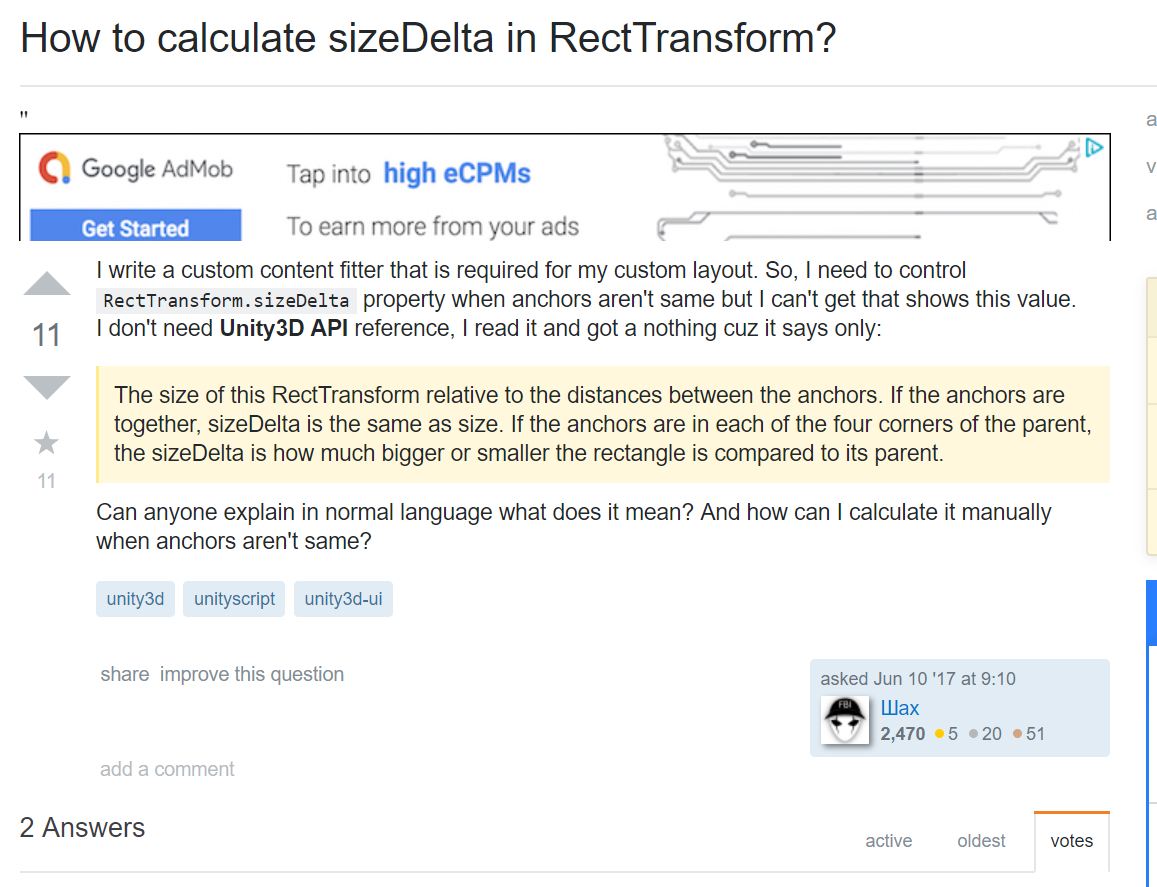 How to calculate sizeDelta in RectTransform?
"
Google AdMob
Tap into high eCPMs
Get Started
To earn more from your ads
a
v
a
I write a custom content fitter that is required for my custom layout. So, I need to control
RectTransform.sizeDelta property when anchors aren't same but I can't get that shows this value.
11
I don't need Unity3D API reference, I read it and got a nothing cuz it says only:
The size of this RectTransform relative to the distances between the anchors. If the anchors are
together, sizeDelta is the same as size. If the anchors are in each of the four corners of the parent,
the sizeDelta is how much bigger or smaller the rectangle is compared to its parent.
11
Can anyone explain in normal language what does it mean? And how can I calculate it manually
when anchors aren't same?
unity3d unityscript unity3d-ui
share improve this question
asked Jun 10 '17 at 9:10
FBI
Шах
2,470 5 20 51
add a comment
2 Answers
active oldest votes